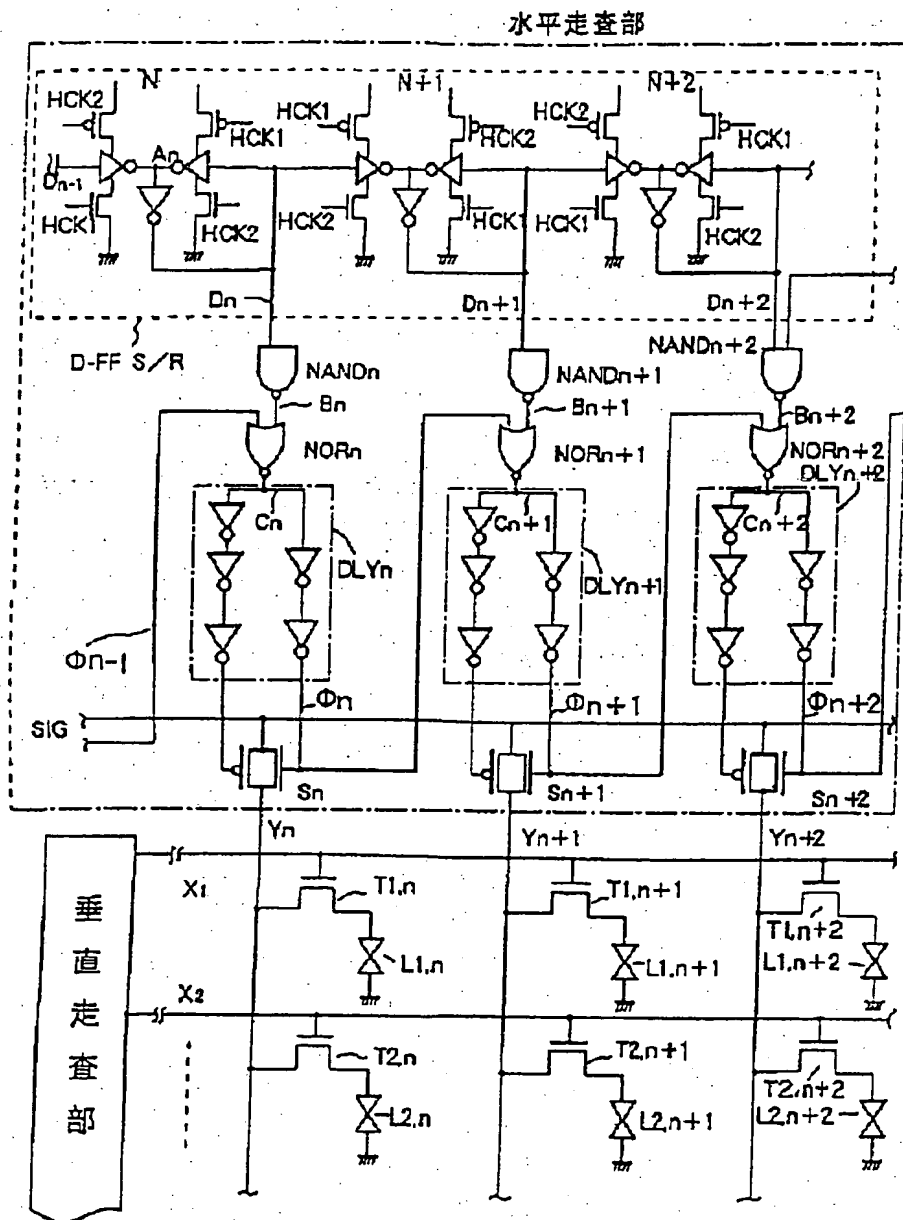 水平走査部
N N+1 N+2
HCK2 HCK1 HCK2
HCK1 HCK2 HCK1
An
Dn-1
HCK1 HCK2 HCK2 HCK1 HCK1 HCK2
Dn Dn+1 Dn+2
D-FF S/R
NANDn NANDn+1 NANDn+2
Bn Bn+1 Bn+2
NORn NORn+1 NORn+2
DLYn+2
Cn Cn+1 Cn+2
DLYn DLYn+1
Φn-1
Φn Φn+1 Φn+2
SIG
Sn Sn+1 Sn+2
Yn Yn+1 Yn+2
X1
T1,n T1,n+1 T1,n+2
L1,n L1,n+1 L1,n+2
X2
T2,n T2,n+1 T2,n+2
L2,n L2,n+1 L2,n+2
垂直走査部